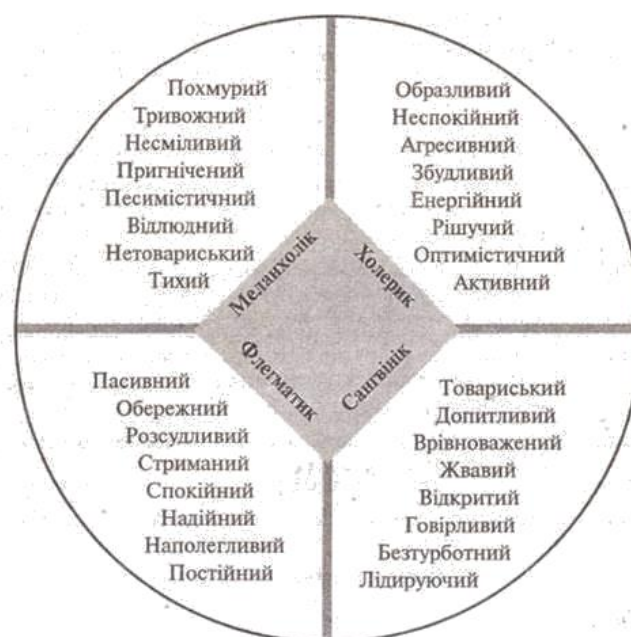 Похмурий
Тривожний
Несміливий
Пригнічений
Песимістичний
Відлюдний
Нетовариський
Тихий
Меланхолік
Образливий
Неспокійний
Агресивний
Збудливий
Енергійний
Рішучий
Оптимістичний
Активний
Холерик
Флегматик
Пасивний
Обережний
Розсудливий
Стриманий
Спокійний
Надійний
Наполегливий
Постійний
Сангвінік
Товариський
Допитливий
Врівноважений
Жвавий
Відкритий
Говірливий
Безтурботний
Лідируючий